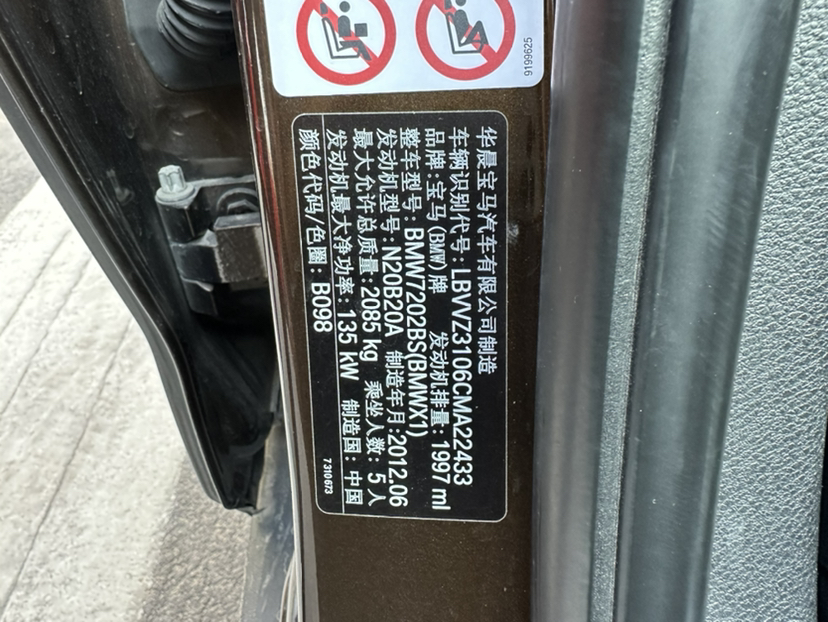 9199625
华晨宝马汽车有限公司制造
车辆识别代号:LBVVZ3106CMA22433
品牌:宝马(BMW)牌 发动机排量:1997 ml
整车型号:BMW7202BS(BMWX1)
发动机型号:N20B20A 制造年月:2012.06
最大允许总质量:2085 kg 乘坐人数:5人
发动机最大净功率:135 kW 制造国:中国
颜色代码/色圈:B098
7 310 673